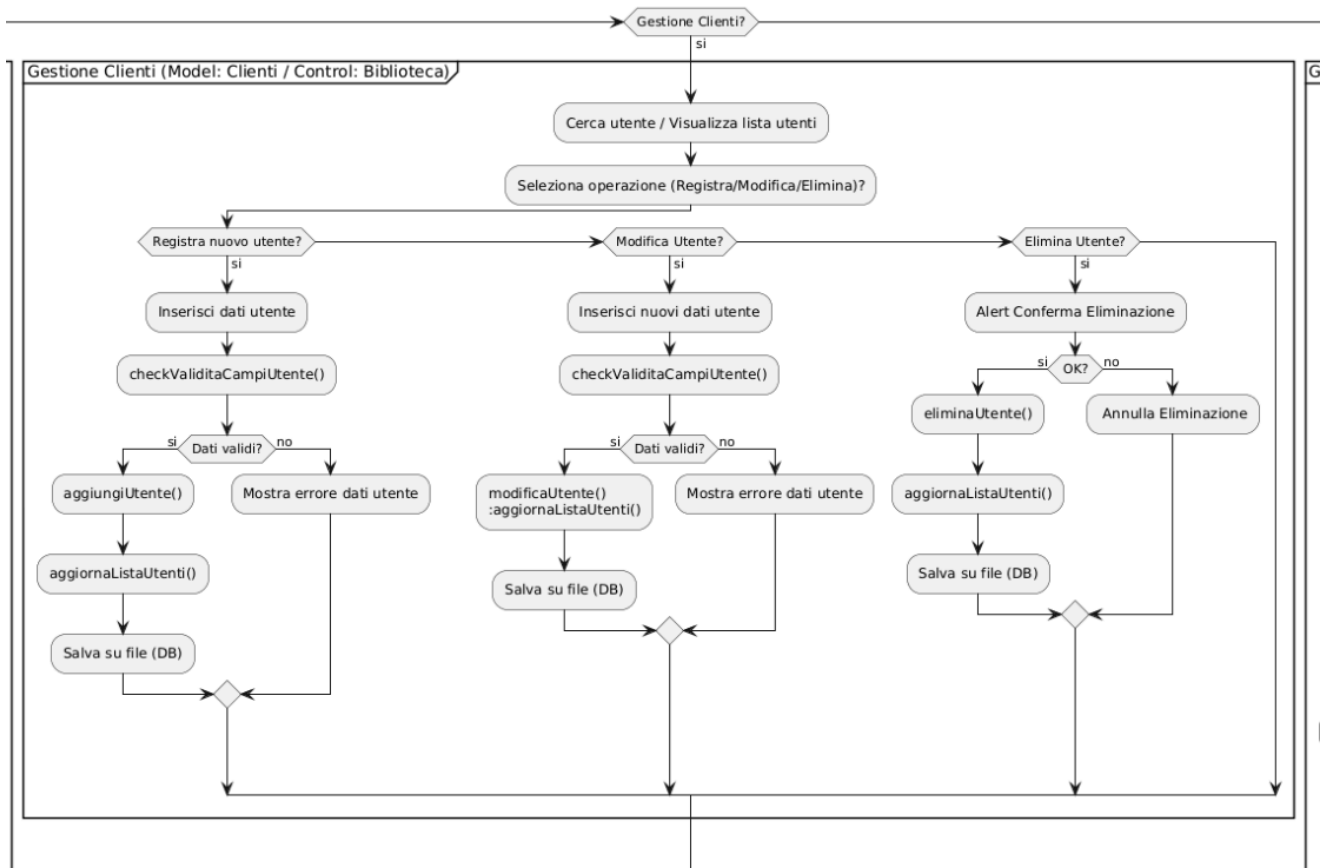 Gestione Clienti?
si
Gestione Clienti (Model: Clienti / Control: Biblioteca)
G
Cerca utente / Visualizza lista utenti
Seleziona operazione (Registra/Modifica/Elimina)?
Registra nuovo utente?
Modifica Utente?
Elimina Utente?
si
si
si
Inserisci dati utente
Inserisci nuovi dati utente
Alert Conferma Eliminazione
checkValiditaCampiUtente()
checkValiditaCampiUtente()
si
OK?
no
eliminaUtente()
Annulla Eliminazione
si
Dati validi?
no
si
Dati validi?
no
aggiungiUtente()
Mostra errore dati utente
modificaUtente()
:aggiornaListaUtenti()
Mostra errore dati utente
aggiornaListaUtenti()
aggiornaListaUtenti()
Salva su file (DB)
Salva su file (DB)
Salva su file (DB)